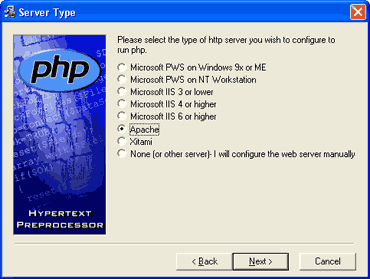 Server Type
Please select the type of http server you wish to configure to
run php.
Microsoft PWS on Windows 9x or ME
Microsoft PWS on NT Workstation
Microsoft IIS 3 or lower
Microsoft IIS 4 or higher
Microsoft IIS 6 or higher
Apache
Xitami
None (or other server)- I will configure the web server manually
php
HYPERTEXT
PREPROCESSOR
< Back
Next >
Cancel